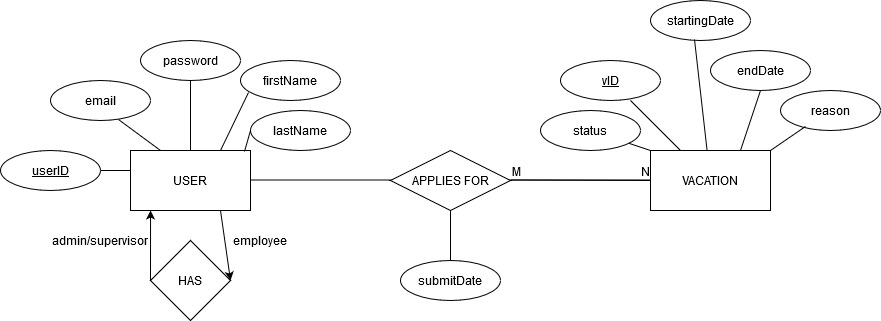 startingDate
password
endDate
firstName
vID
email
reason
lastName
status
userID
USER
APPLIES FOR
M
N
VACATION
admin/supervisor
employee
HAS
submitDate